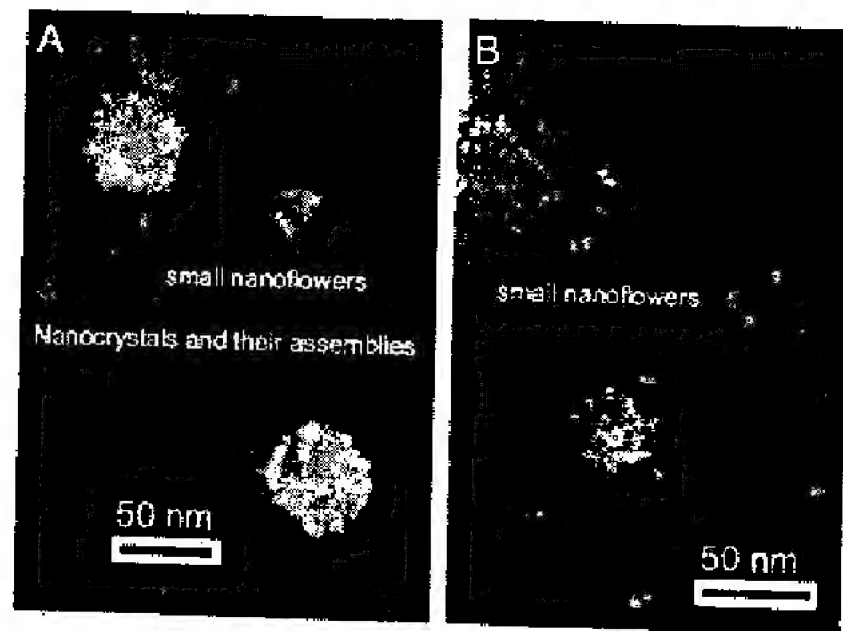 A
small nanoflowers
Nanocrystals and their assemblies
50 nm
B
small nanoflowers
50 nm